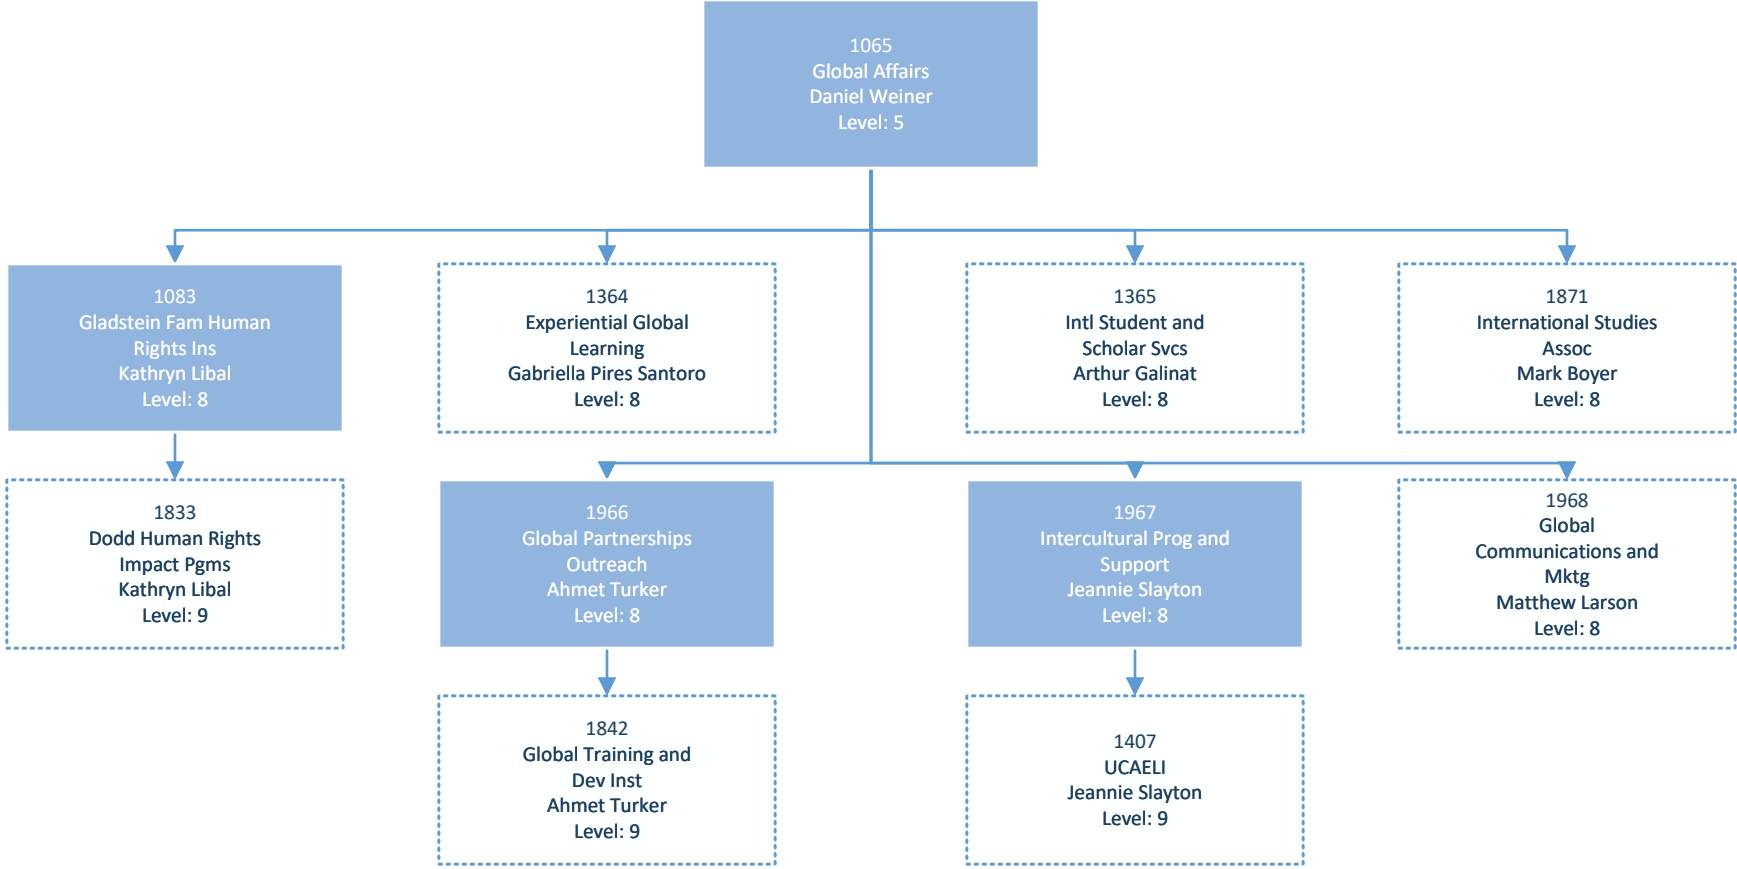 1065
Global Affairs
Daniel Weiner
Level: 5
1083
Gladstein Fam Human
Rights Ins
Kathryn Libal
Level: 8
1364
Experiential Global
Learning
Gabriella Pires Santoro
Level: 8
1365
Intl Student and
Scholar Svcs
Arthur Galinat
Level: 8
1871
International Studies
Assoc
Mark Boyer
Level: 8
1833
Dodd Human Rights
Impact Pgms
Kathryn Libal
Level: 9
1966
Global Partnerships
Outreach
Ahmet Turker
Level: 8
1967
Intercultural Prog and
Support
Jeannie Slayton
Level: 8
1968
Global
Communications and
Mktg
Matthew Larson
Level: 8
1842
Global Training and
Dev Inst
Ahmet Turker
Level: 9
1407
UCAELI
Jeannie Slayton
Level: 9